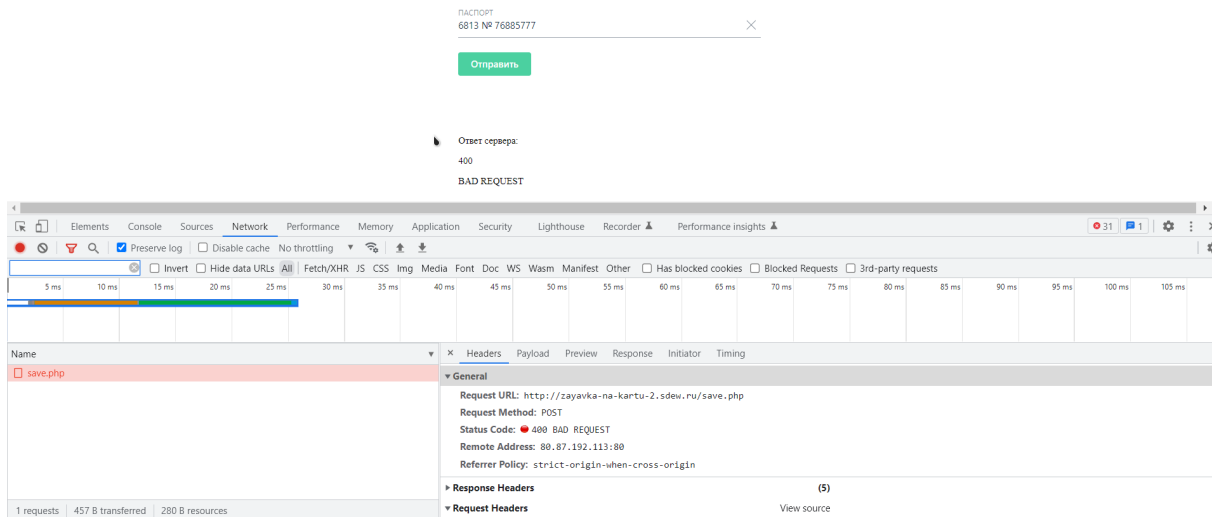 ПАСПОРТ
6813 № 76885777
Отправить
Ответ сервера:
400
BAD REQUEST
Elements Console Sources Network Performance Memory Application Security Lighthouse Recorder Performance insights 31 1
Preserve log Disable cache No throttling
Invert Hide data URLs All Fetch/XHR JS CSS Img Media Font Doc WS Wasm Manifest Other Has blocked cookies Blocked Requests 3rd-party requests
5 ms 10 ms 15 ms 20 ms 25 ms 30 ms 35 ms 40 ms 45 ms 50 ms 55 ms 60 ms 65 ms 70 ms 75 ms 80 ms 85 ms 90 ms 95 ms 100 ms 105 ms
Name
save.php
1 requests 457 B transferred 280 B resources
× Headers Payload Preview Response Initiator Timing
General
Request URL: http://zayavka-na-kartu-2.sdew.ru/save.php
Request Method: POST
Status Code: 400 BAD REQUEST
Remote Address: 80.87.192.113:80
Referrer Policy: strict-origin-when-cross-origin
Response Headers (5)
Request Headers View source